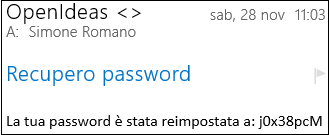 OpenIdeas <> sab, 28 nov 11:03
A: Simone Romano
Recupero password
La tua password è stata reimpostata a: j0x38pcM